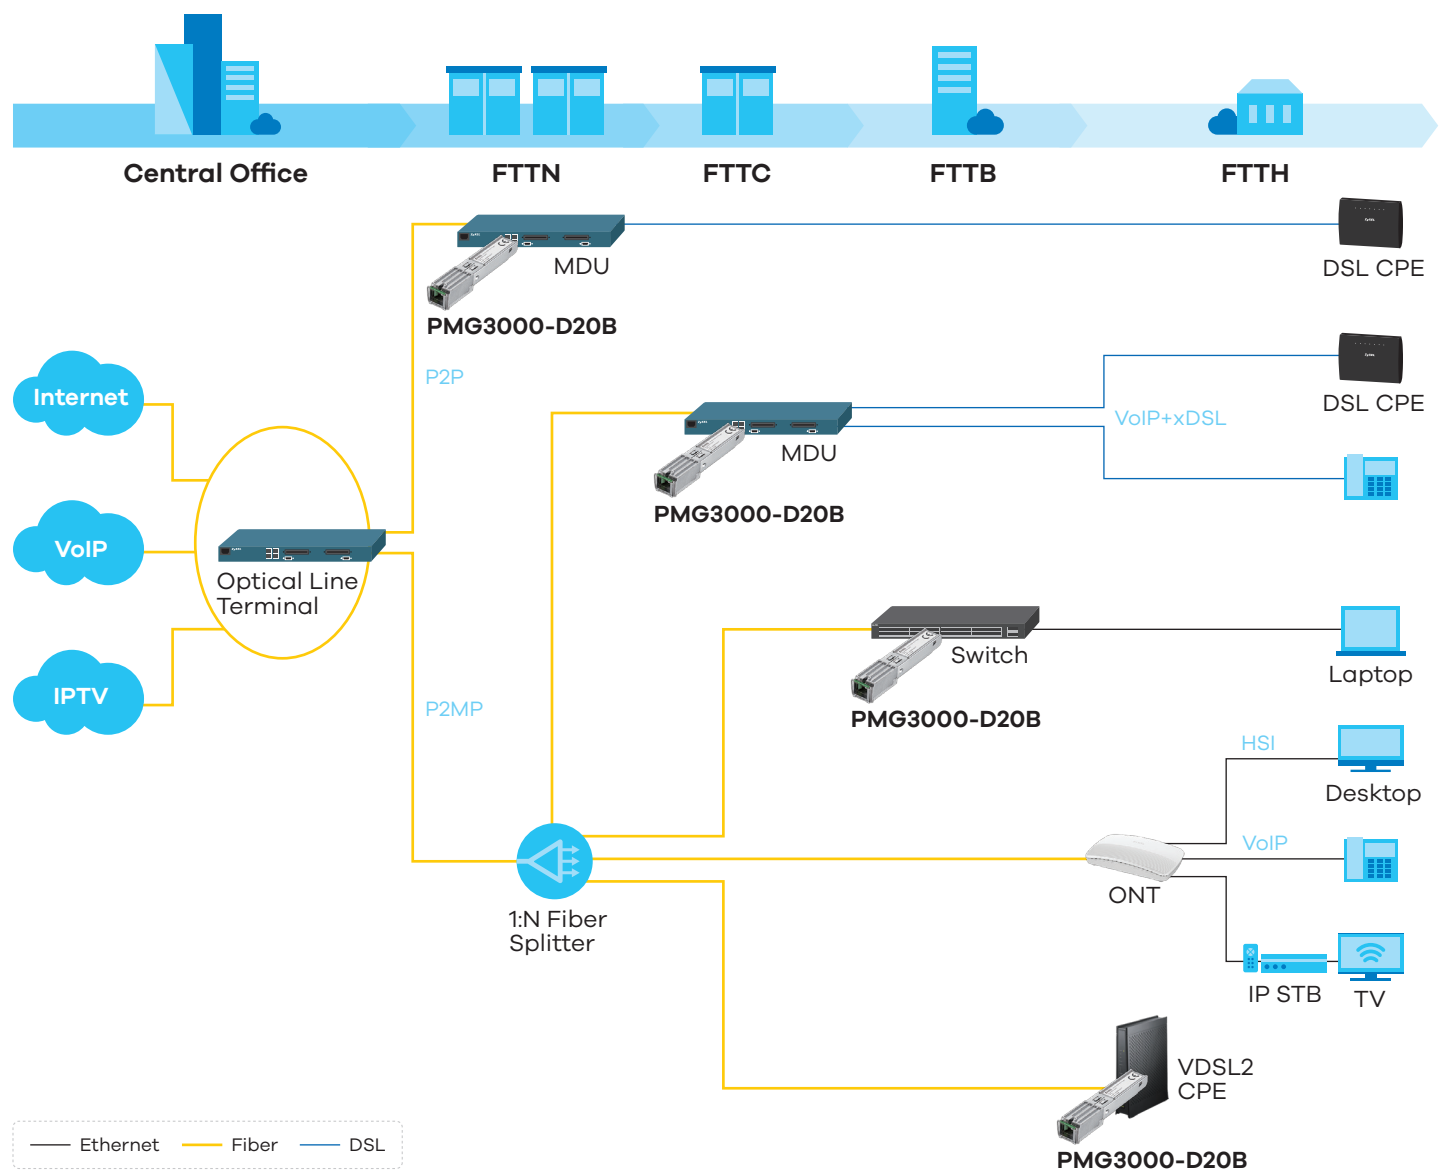 Central Office
FTTN
FTTC
FTTB
FTTH
MDU
PMG3000-D20B
DSL CPE
P2P
Internet
VoIP
IPTV
Optical Line
Terminal
MDU
PMG3000-D20B
VoIP+xDSL
DSL CPE
Switch
PMG3000-D20B
Laptop
P2MP
HSI
Desktop
VoIP
1:N Fiber
Splitter
ONT
IP STB
TV
VDSL2
CPE
PMG3000-D20B
Ethernet
Fiber
DSL